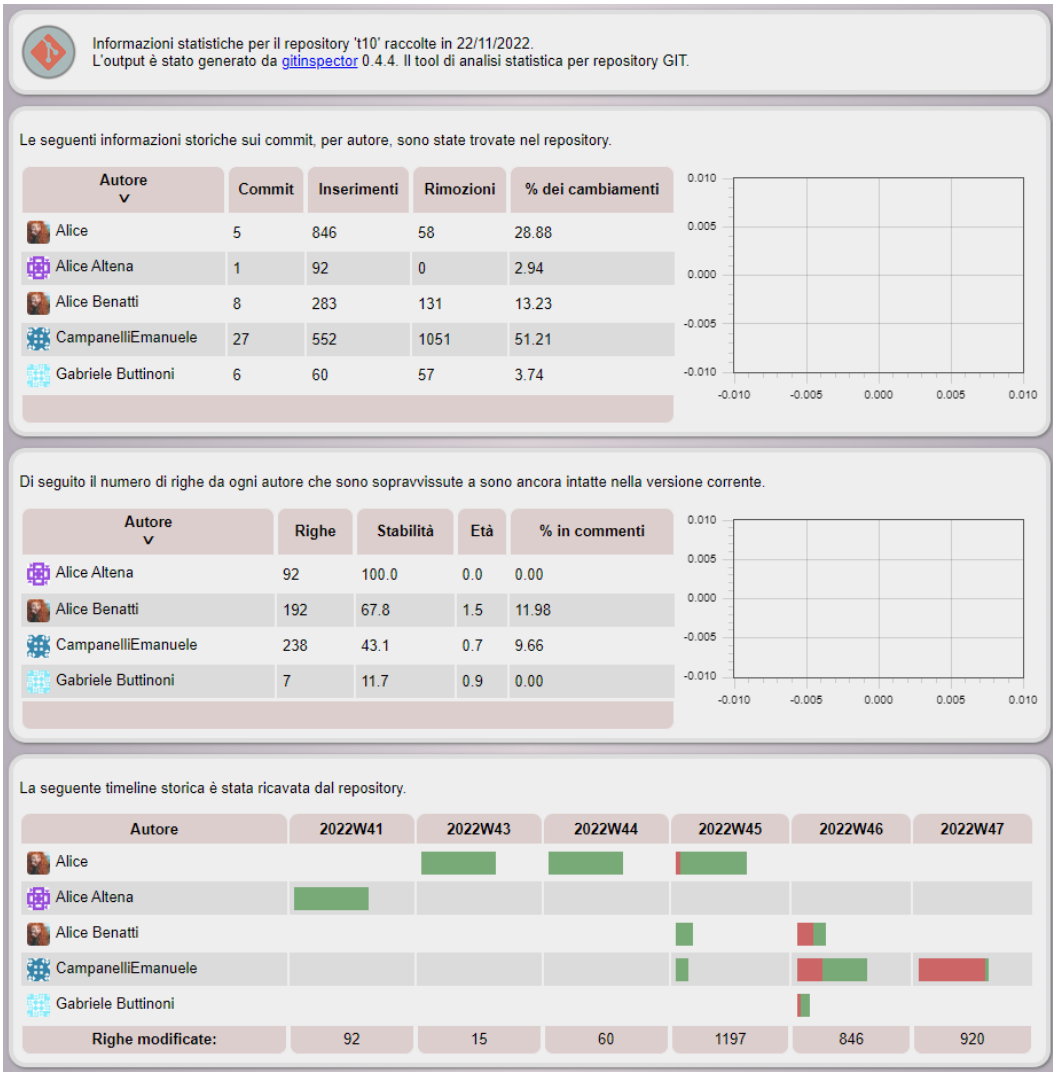 Informazioni statistiche per il repository 't10' raccolte in 22/11/2022.
L'output è stato generato da gitinspector 0.4.4. Il tool di analisi statistica per repository GIT.
Le seguenti informazioni storiche sui commit, per autore, sono state trovate nel repository.
Autore Commit Inserimenti Rimozioni % dei cambiamenti
Alice 5 846 58 28.88
Alice Altena 1 92 0 2.94
Alice Benatti 8 283 131 13.23
CampanelliEmanuele 27 552 1051 51.21
Gabriele Buttinoni 6 60 57 3.74
0.010
0.005
0.000
-0.005
-0.010
-0.010 -0.005 0.000 0.005 0.010
Di seguito il numero di righe da ogni autore che sono sopravvissute a sono ancora intatte nella versione corrente.
Autore Righe Stabilità Età % in commenti
Alice Altena 92 100.0 0.0 0.00
Alice Benatti 192 67.8 1.5 11.98
CampanelliEmanuele 238 43.1 0.7 9.66
Gabriele Buttinoni 7 11.7 0.9 0.00
0.010
0.005
0.000
-0.005
-0.010
-0.010 -0.005 0.000 0.005 0.010
La seguente timeline storica è stata ricavata dal repository.
Autore 2022W41 2022W43 2022W44 2022W45 2022W46 2022W47
Alice
Alice Altena
Alice Benatti
CampanelliEmanuele
Gabriele Buttinoni
Righe modificate: 92 15 60 1197 846 920